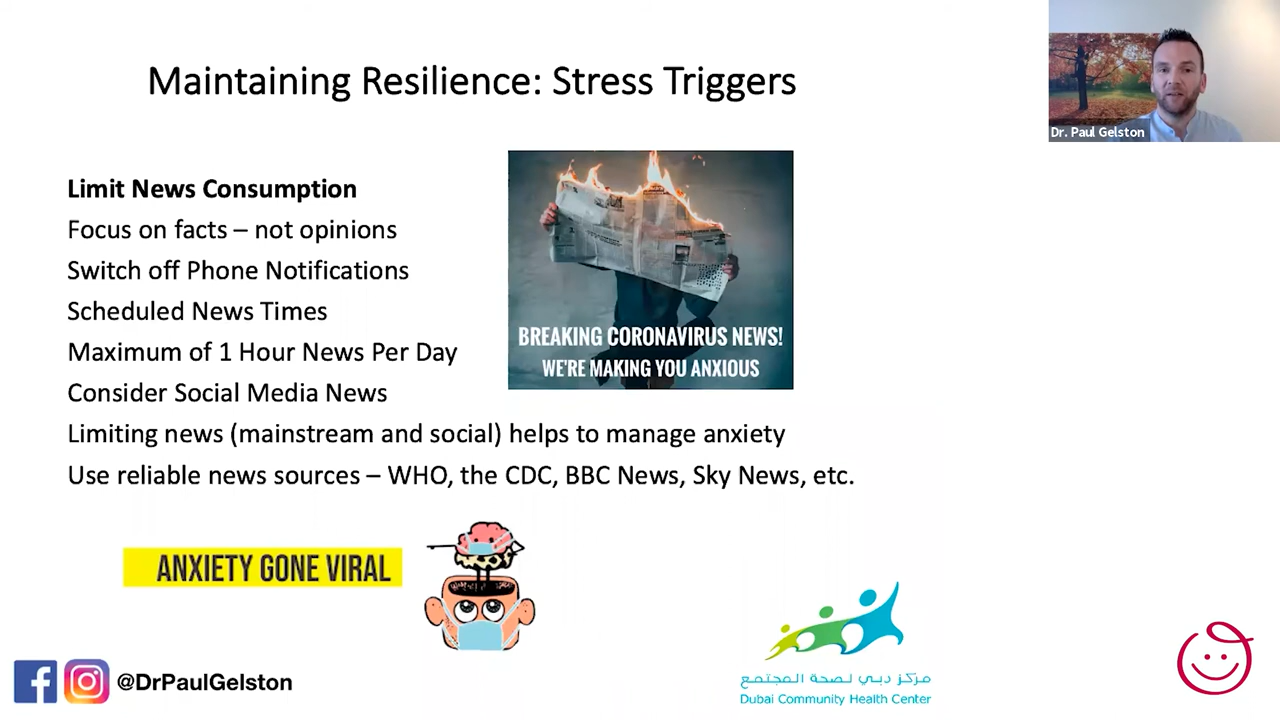 Maintaining Resilience: Stress Triggers
Dr. Paul Gelston
Limit News Consumption
Focus on facts – not opinions
Switch off Phone Notifications
Scheduled News Times
Maximum of 1 Hour News Per Day
Consider Social Media News
Limiting news (mainstream and social) helps to manage anxiety
Use reliable news sources – WHO, the CDC, BBC News, Sky News, etc.
BREAKING CORONAVIRUS NEWS!
WE'RE MAKING YOU ANXIOUS
ANXIETY GONE VIRAL
@DrPaulGelston
مركز دبي لصحة المجتمع
Dubai Community Health Center